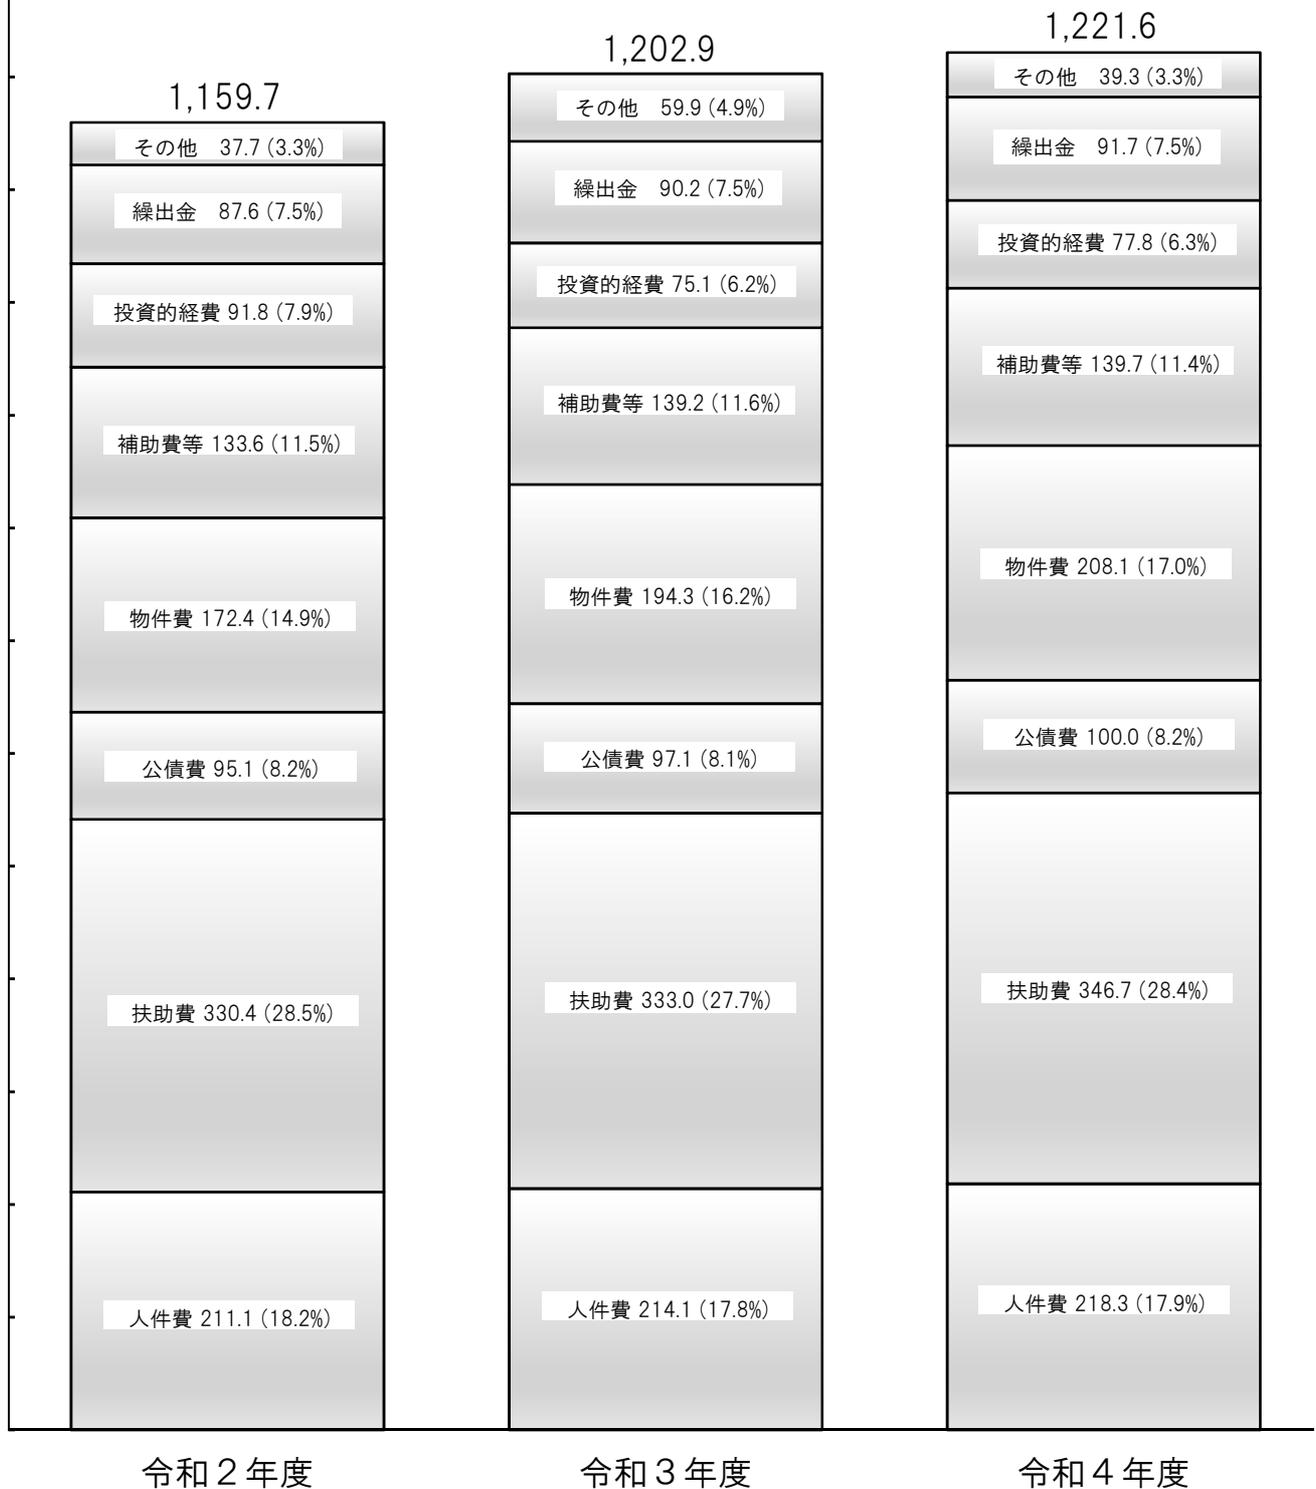 1,159.7
その他　37.7 (3.3%)
繰出金　87.6 (7.5%)
投資的経費 91.8 (7.9%)
補助費等 133.6 (11.5%)
物件費 172.4 (14.9%)
公債費 95.1 (8.2%)
扶助費 330.4 (28.5%)
人件費 211.1 (18.2%)
令和２年度
1,202.9
その他　59.9 (4.9%)
繰出金　90.2 (7.5%)
投資的経費 75.1 (6.2%)
補助費等 139.2 (11.6%)
物件費 194.3 (16.2%)
公債費 97.1 (8.1%)
扶助費 333.0 (27.7%)
人件費 214.1 (17.8%)
令和３年度
1,221.6
その他　39.3 (3.3%)
繰出金　91.7 (7.5%)
投資的経費 77.8 (6.3%)
補助費等 139.7 (11.4%)
物件費 208.1 (17.0%)
公債費 100.0 (8.2%)
扶助費 346.7 (28.4%)
人件費 218.3 (17.9%)
令和４年度